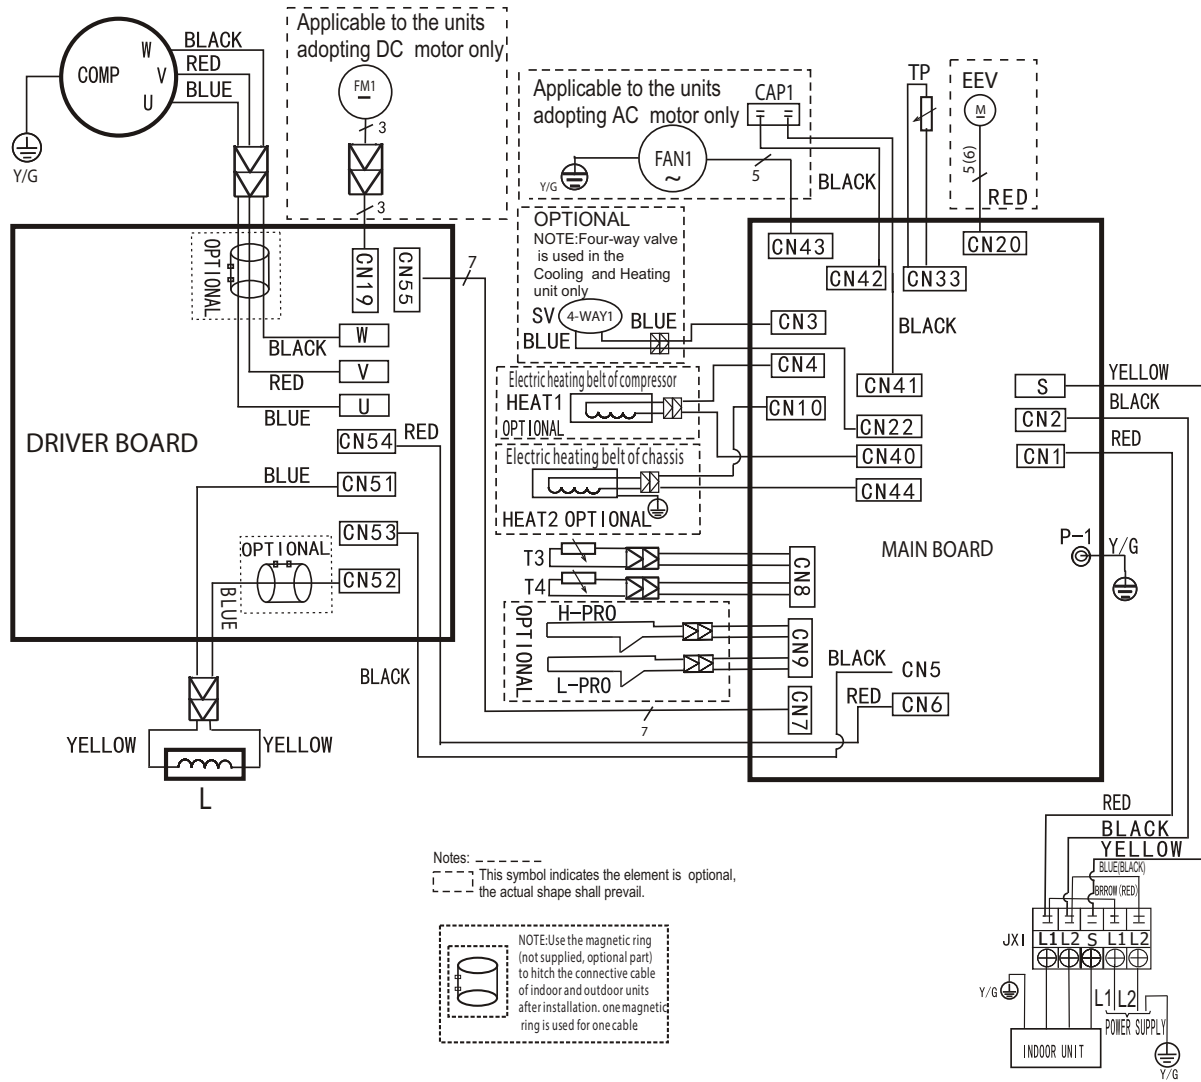 Applicable to the units
adopting DC motor only
FM1
3
3
COMP
W
V
U
BLACK
RED
BLUE
Y/G
Applicable to the units
adopting AC motor only
CAP1
FAN1
~
5
Y/G
BLACK
TP
EEV
M
5(6)
RED
OPTIONAL
CN19
CN55
7
W
BLACK
V
RED
U
BLUE
DRIVER BOARD
CN54
RED
BLUE
CN51
CN53
OPTIONAL
CN52
BLUE
BLACK
YELLOW
YELLOW
L
OPTIONAL
NOTE:Four-way valve
is used in the
Cooling and Heating
unit only
SV
4-WAY1
BLUE
BLUE
Electric heating belt of compressor
HEAT1
OPTIONAL
Electric heating belt of chassis
HEAT2 OPTIONAL
T3
T4
H-PRO
OPTIONAL
L-PRO
7
CN43
CN42
CN33
CN20
CN3
BLACK
CN4
CN41
CN10
CN22
CN40
CN44
S
YELLOW
CN2
BLACK
CN1
RED
MAIN BOARD
P-1
Y/G
CN8
CN9
BLACK
CN5
CN7
RED
CN6
RED
BLACK
YELLOW
BLUE(BLACK)
BRROW(RED)
JX1
L1
L2
S
L1
L2
Y/G
L1
L2
POWER SUPPLY
INDOOR UNIT
Y/G
Notes:
This symbol indicates the element is optional,
the actual shape shall prevail.
NOTE:Use the magnetic ring
(not supplied, optional part)
to hitch the connective cable
of indoor and outdoor units
after installation. one magnetic
ring is used for one cable